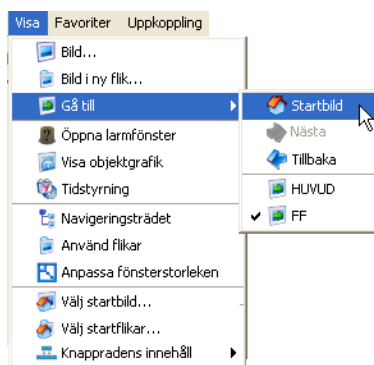 Visa Favoriter Uppkoppling
Bild...
Bild i ny flik...
Gå till
Öppna larmfönster
Visa objektgrafik
Tidstyrning
Navigeringsträdet
Använd flikar
Anpassa fönsterstorleken
Välj startbild...
Välj startflikar...
Knappradens innehåll
Startbild
Nästa
Tillbaka
HUVUD
FF